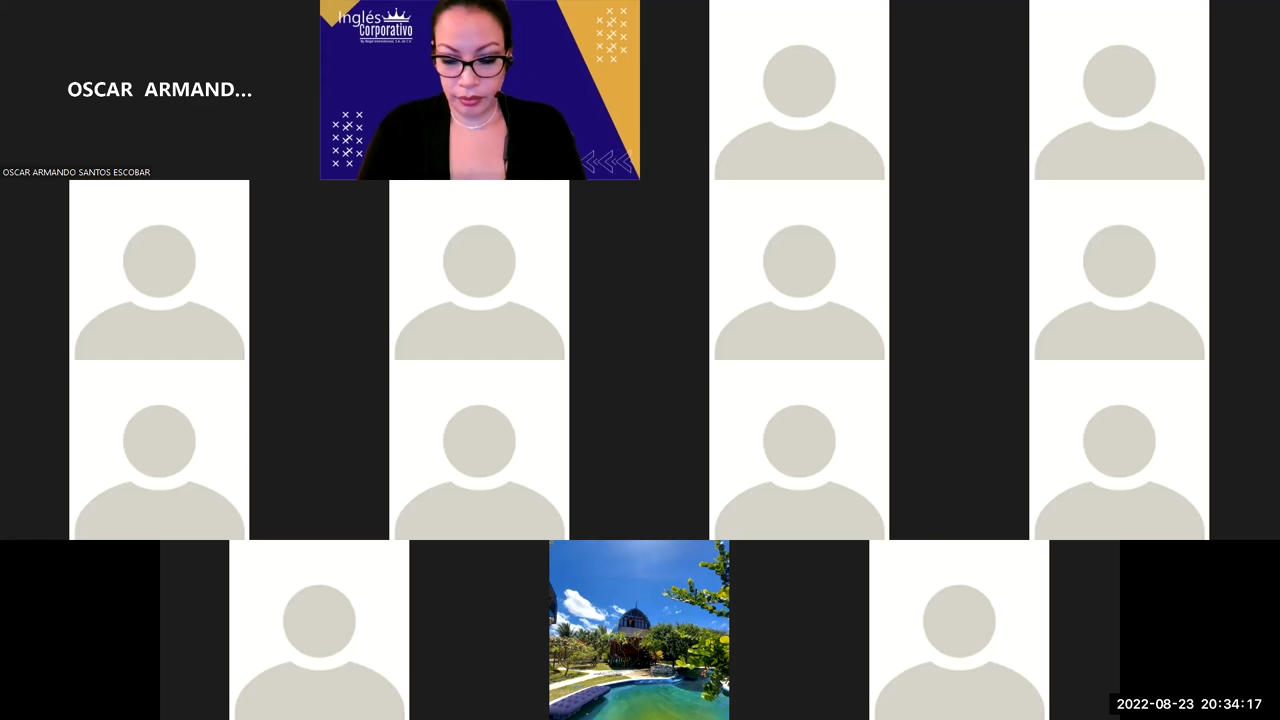 OSCAR ARMAND...
OSCAR ARMANDO SANTOS ESCOBAR
Inglés
Corporativo
2022-08-23 20:34:17